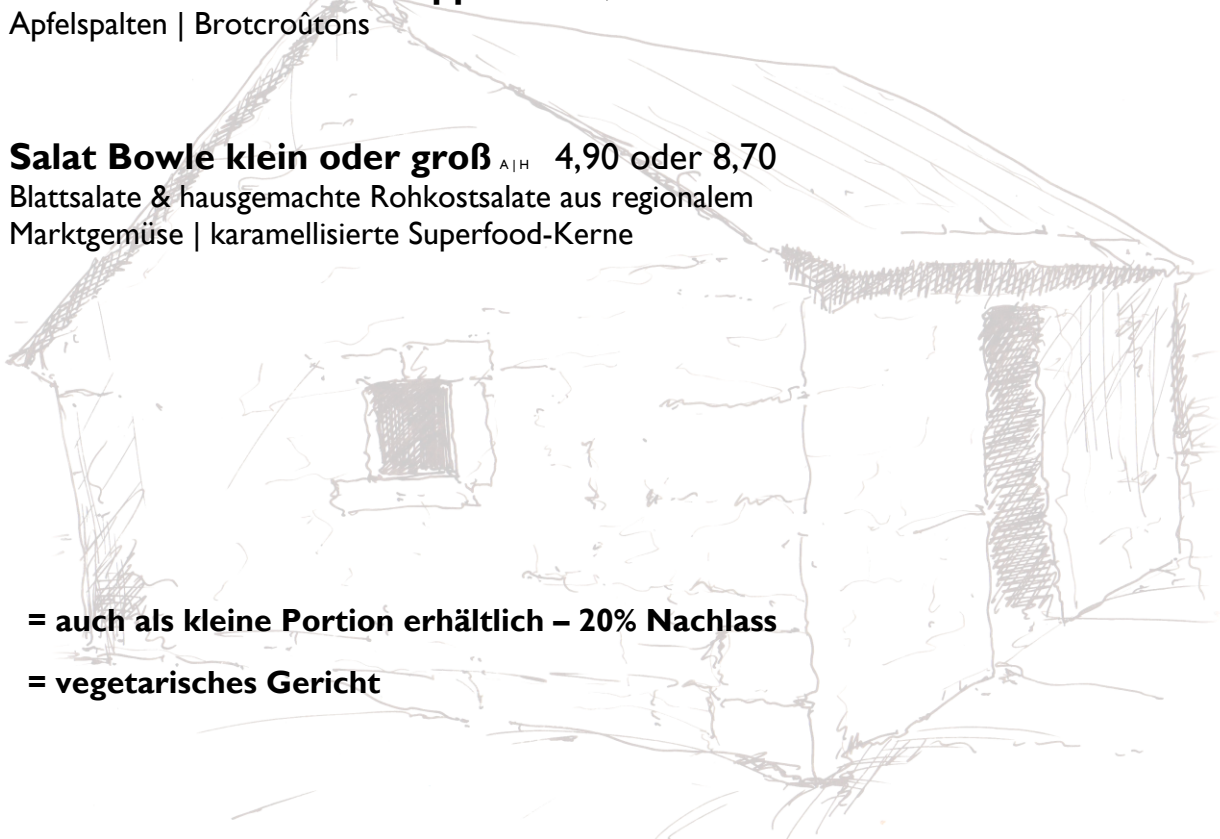 Apfelspalten | Brotcroûtons
Salat Bowle klein oder groß A|H 4,90 oder 8,70
Blattsalate & hausgemachte Rohkostsalate aus regionalem
Marktgemüse | karamellisierte Superfood-Kerne
= auch als kleine Portion erhältlich – 20% Nachlass
= vegetarisches Gericht